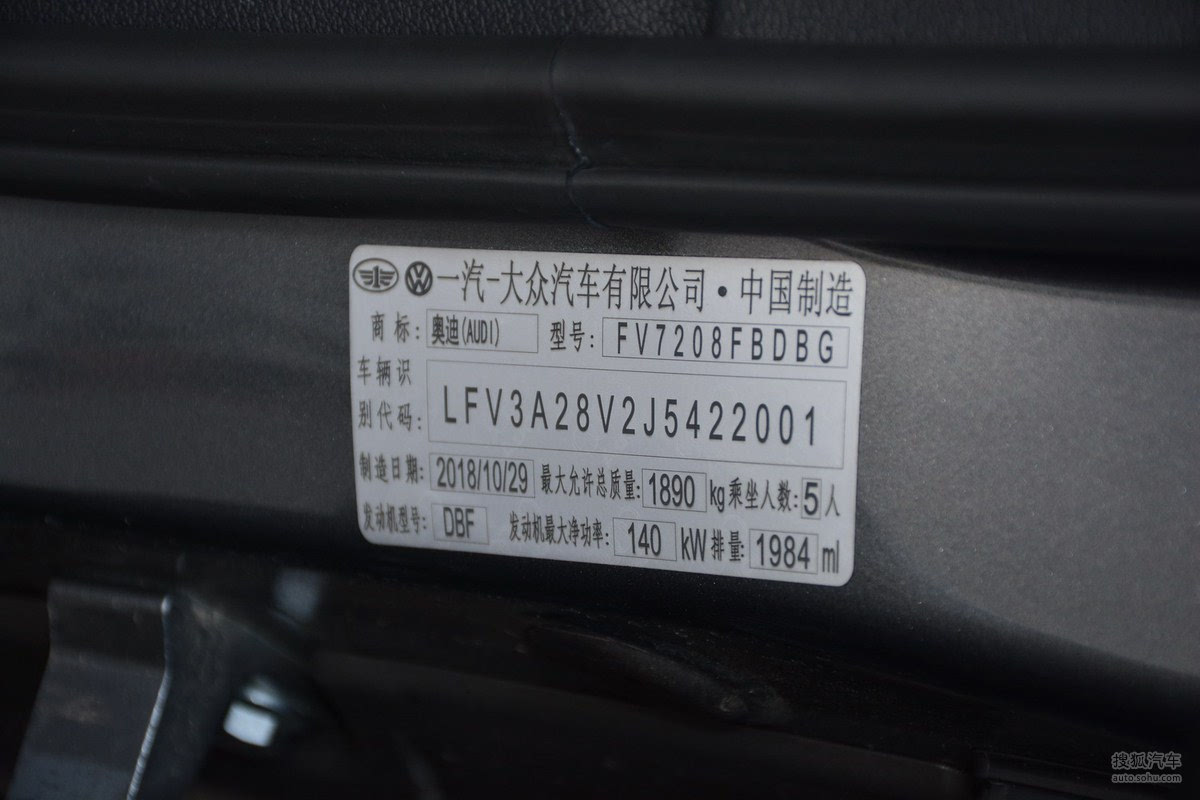 一汽-大众汽车有限公司·中国制造
商标: 奥迪(AUDI) 型号: FV7208FBDBG
车辆识
别代码: LFV3A28V2J5422001
制造日期: 2018/10/29 最大允许总质量: 1890 kg 乘坐人数: 5 人
发动机型号: DBF 发动机最大净功率: 140 kW 排量: 1984 ml
搜狐汽车
auto.sohu.com